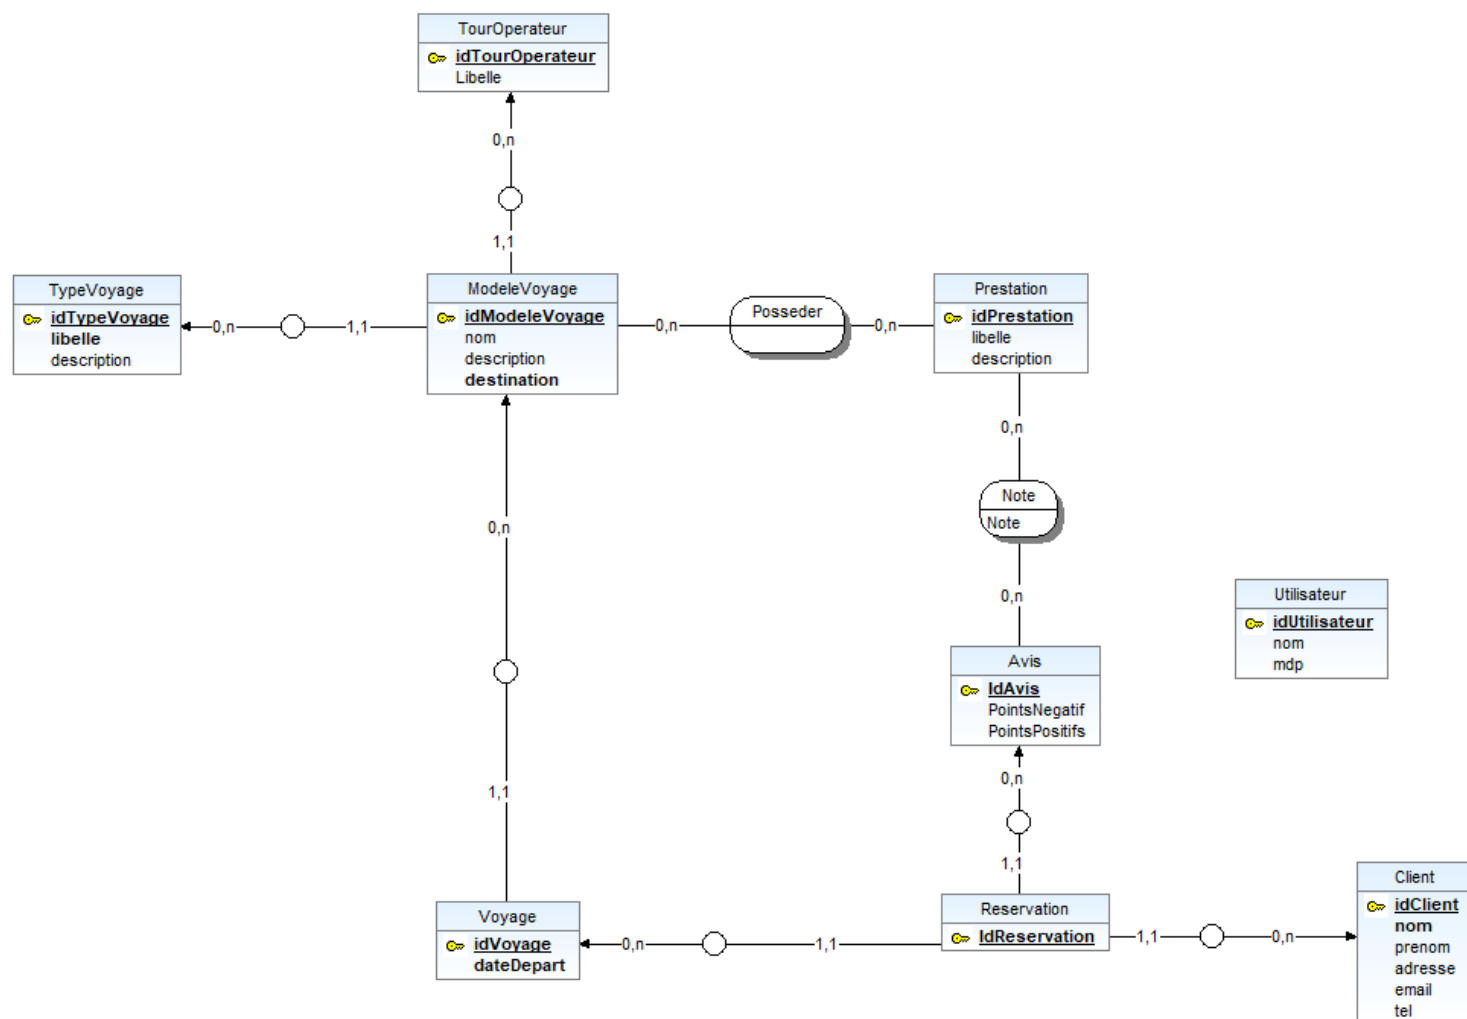 TourOperateur
idTourOperateur
Libelle
0,n
1,1
TypeVoyage
idTypeVoyage
libelle
description
0,n
1,1
ModeleVoyage
idModeleVoyage
nom
description
destination
0,n
Posseder
0,n
Prestation
idPrestation
libelle
description
0,n
Note
Note
0,n
0,n
Utilisateur
idUtilisateur
nom
mdp
Avis
IdAvis
PointsNegatif
PointsPositifs
0,n
1,1
1,1
Voyage
idVoyage
dateDepart
0,n
1,1
Reservation
IdReservation
1,1
0,n
Client
idClient
nom
prenom
adresse
email
tel